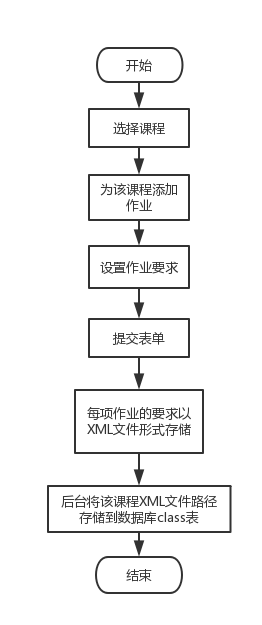 开始
选择课程
为该课程添加
作业
设置作业要求
提交表单
每项作业的要求以
XML文件形式存储
后台将该课程XML文件路径
存储到数据库class表
结束